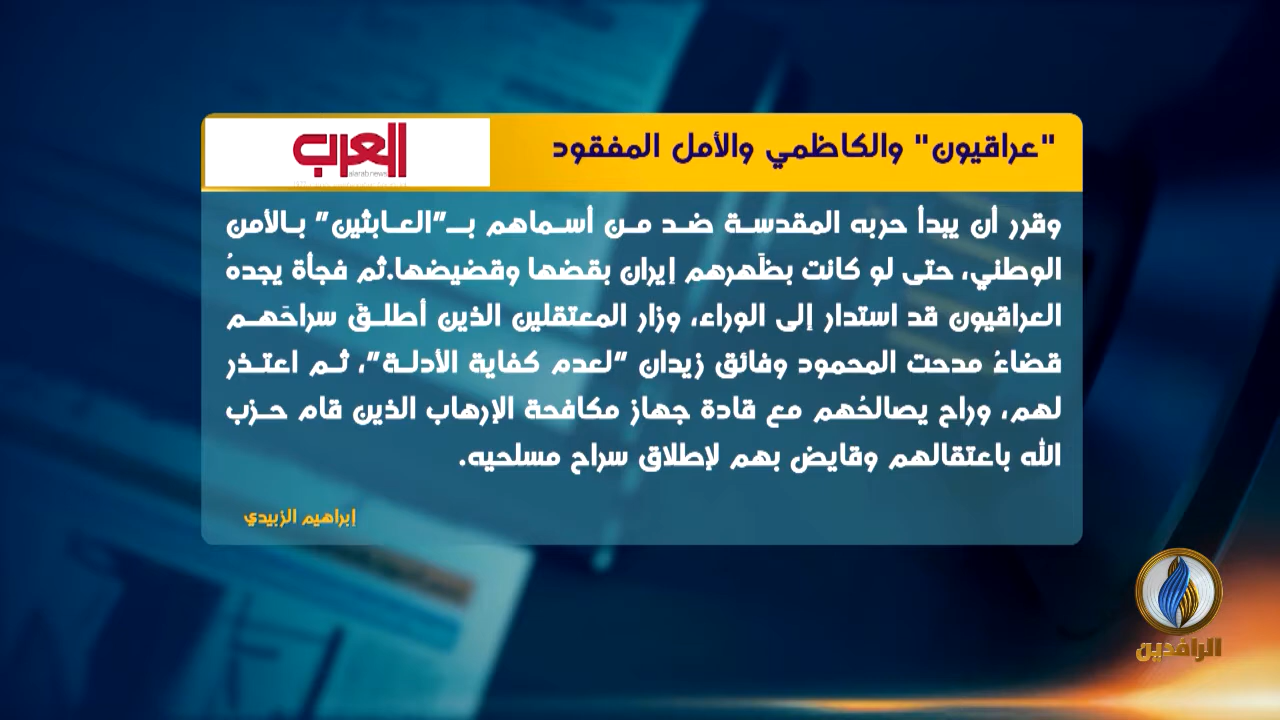 "عراقيون" والكاظمي والأمل المفقود
العرب
alarab news
وقرر أن يبدأ حربه المقدسة ضد من أسماهم بـ"العابثين" بالأمن
الوطني، حتى لو كانت بظَهرهم إيران بقضها وقضيضها.ثم فجأة يجدهُ
العراقيون قد استدار إلى الوراء، وزار المعتقلين الذين أطلقَ سراحَهم
قضاءُ مدحت المحمود وفائق زيدان "لعدم كفاية الأدلة"، ثم اعتذر
لهم، وراح يصالحُهم مع قادة جهاز مكافحة الإرهاب الذين قام حزب
الله باعتقالهم وقايض بهم لإطلاق سراح مسلحيه.
إبراهيم الزبيدي
الرافدين